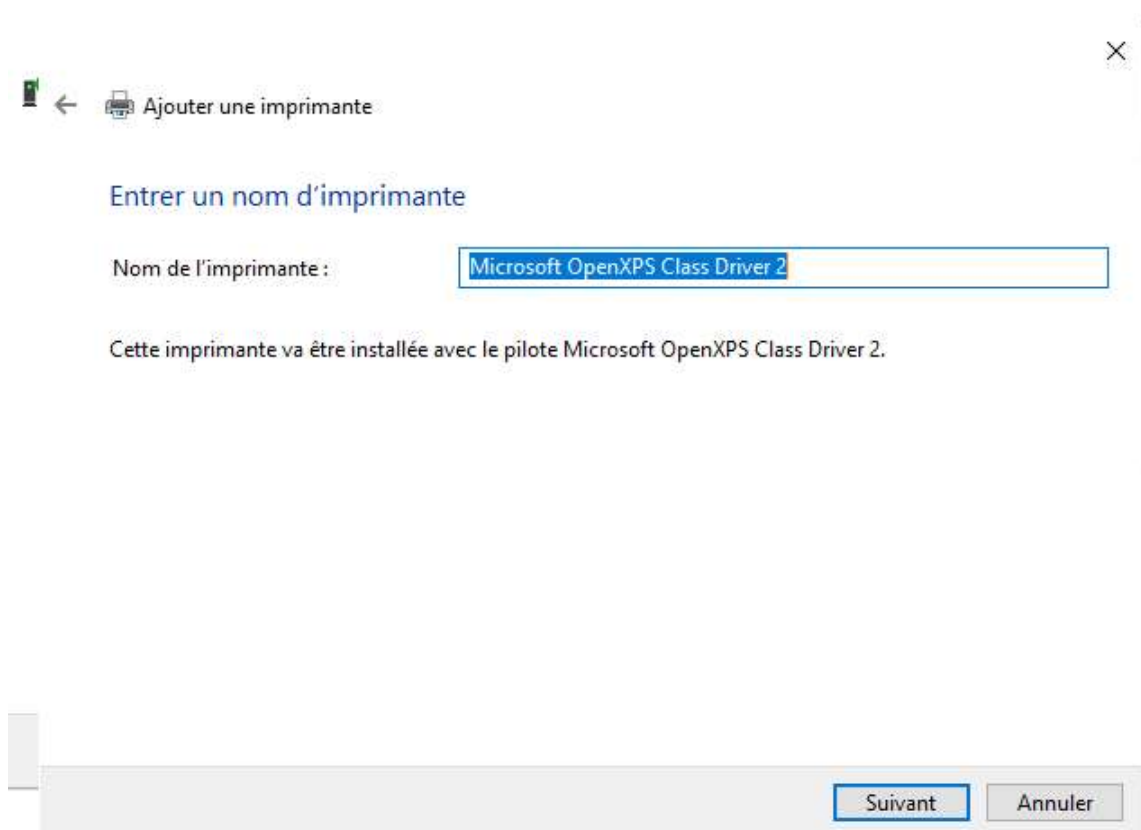 Ajouter une imprimante
Entrer un nom d’imprimante
Nom de l’imprimante :
Microsoft OpenXPS Class Driver 2
Cette imprimante va être installée avec le pilote Microsoft OpenXPS Class Driver 2.
Suivant
Annuler